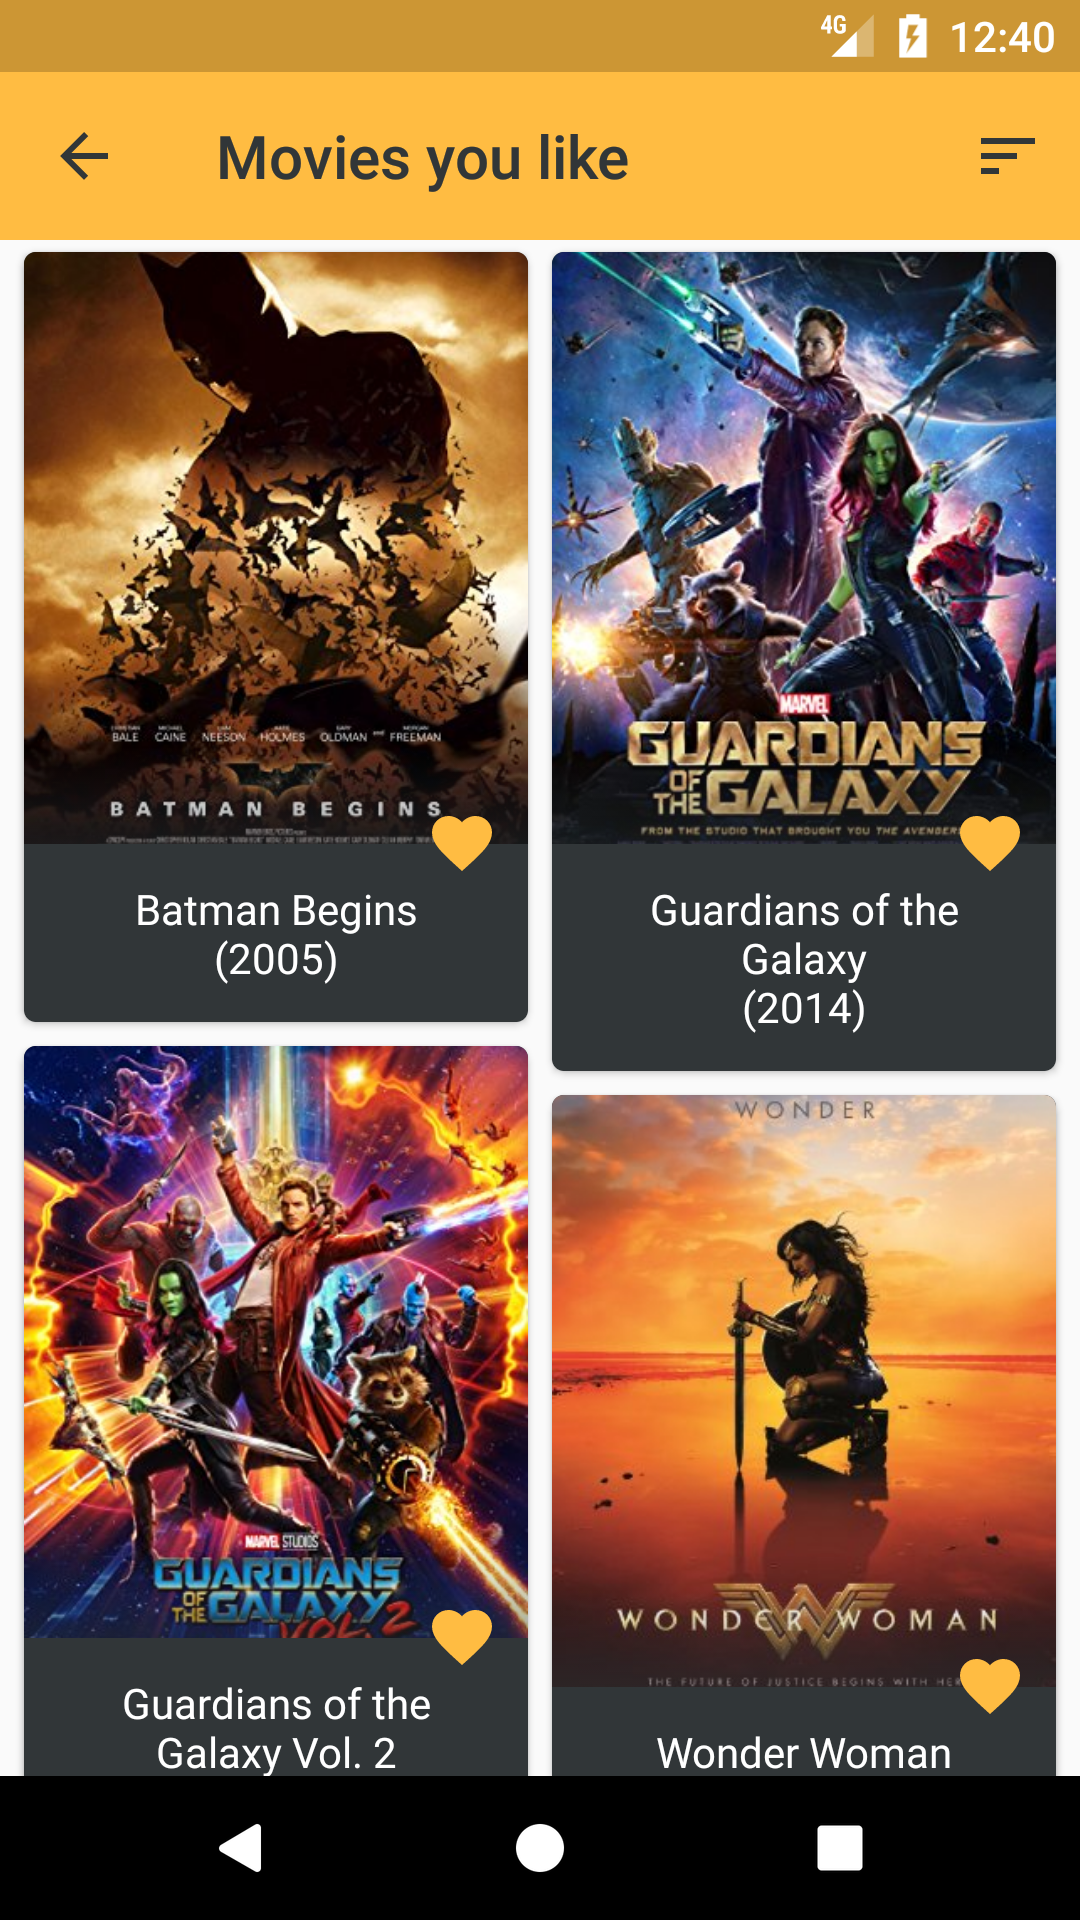 4G
12:40
Movies you like
BALE CAINE NEESON HOLMES OLDMAN and FREEMAN
BATMAN BEGINS
Batman Begins
(2005)
MARVEL
GUARDIANS
OF THE GALAXY
FROM THE STUDIO THAT BROUGHT YOU THE AVENGERS
Guardians of the
Galaxy
(2014)
MARVEL STUDIOS
GUARDIANS
OF THE GALAXY
VOL. 2
Guardians of the
Galaxy Vol. 2
WONDER
WONDER WOMAN
THE FUTURE OF JUSTICE BEGINS WITH HER
Wonder Woman